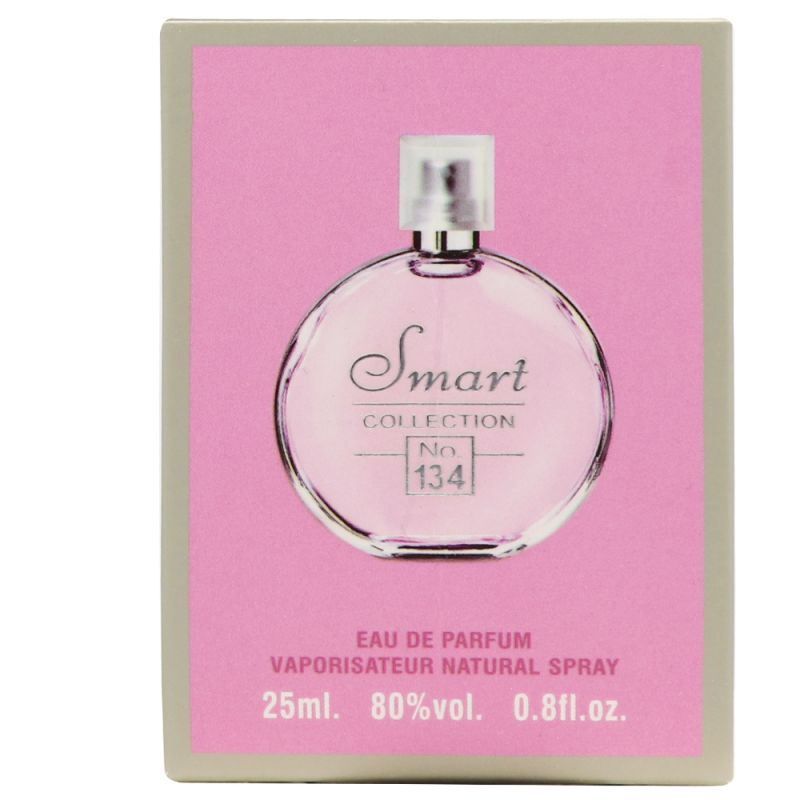 Smart
COLLECTION
No.
134
EAU DE PARFUM
VAPORISATEUR NATURAL SPRAY
25ml. 80%vol. 0.8fl.oz.